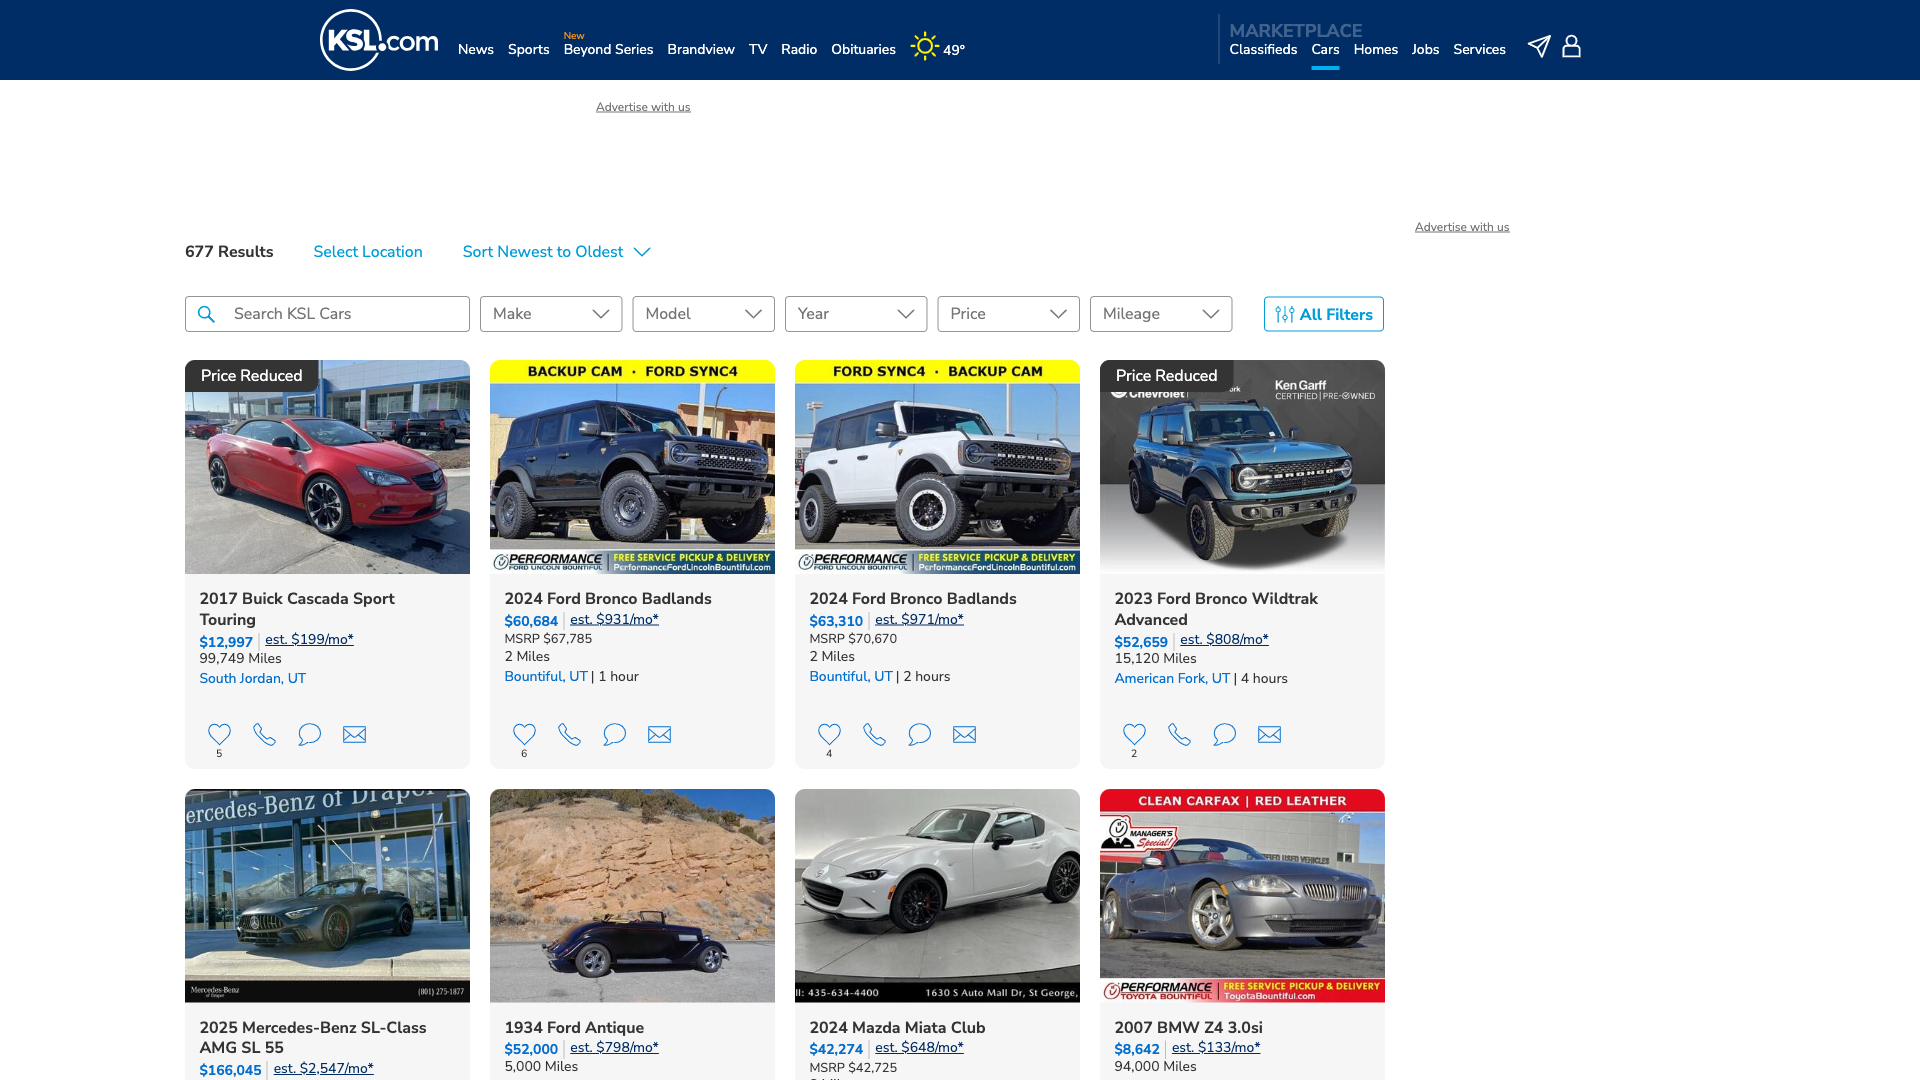 KSL.com
News
Sports
New
Beyond Series
Brandview
TV
Radio
Obituaries
49º
MARKETPLACE
Classifieds
Cars
Homes
Jobs
Services
Advertise with us
Advertise with us
677 Results
Select Location
Sort Newest to Oldest
Search KSL Cars
Make
Model
Year
Price
Mileage
All Filters
Price Reduced
2017 Buick Cascada Sport
Touring
$12,997
est. $199/mo*
99,749 Miles
South Jordan, UT
5
BACKUP CAM · FORD SYNC4
BRONCO
PERFORMANCE
FORD LINCOLN BOUNTIFUL
FREE SERVICE PICKUP & DELIVERY
PerformanceFordLincolnBountiful.com
2024 Ford Bronco Badlands
$60,684
est. $931/mo*
MSRP $67,785
2 Miles
Bountiful, UT | 1 hour
6
FORD SYNC4 · BACKUP CAM
BRONCO
PERFORMANCE
FORD LINCOLN BOUNTIFUL
FREE SERVICE PICKUP & DELIVERY
PerformanceFordLincolnBountiful.com
2024 Ford Bronco Badlands
$63,310
est. $971/mo*
MSRP $70,670
2 Miles
Bountiful, UT | 2 hours
4
Price Reduced
Chevrolet
Ken Garff
CERTIFIED | PRE-OWNED
BRONCO
2023 Ford Bronco Wildtrak
Advanced
$52,659
est. $808/mo*
15,120 Miles
American Fork, UT | 4 hours
2
ercedes-Benz of Draper
Mercedes-Benz
of Draper
(801) 275-1877
2025 Mercedes-Benz SL-Class
AMG SL 55
$166,045
est. $2,547/mo*
1934 Ford Antique
$52,000
est. $798/mo*
5,000 Miles
ll: 435-634-4400
1630 S Auto Mall Dr, St George,
2024 Mazda Miata Club
$42,274
est. $648/mo*
MSRP $42,725
CLEAN CARFAX | RED LEATHER
MANAGER'S
Special!
USED VEHICLES
PERFORMANCE
TOYOTA BOUNTIFUL
FREE SERVICE PICKUP & DELIVERY
ToyotaBountiful.com
2007 BMW Z4 3.0si
$8,642
est. $133/mo*
94,000 Miles